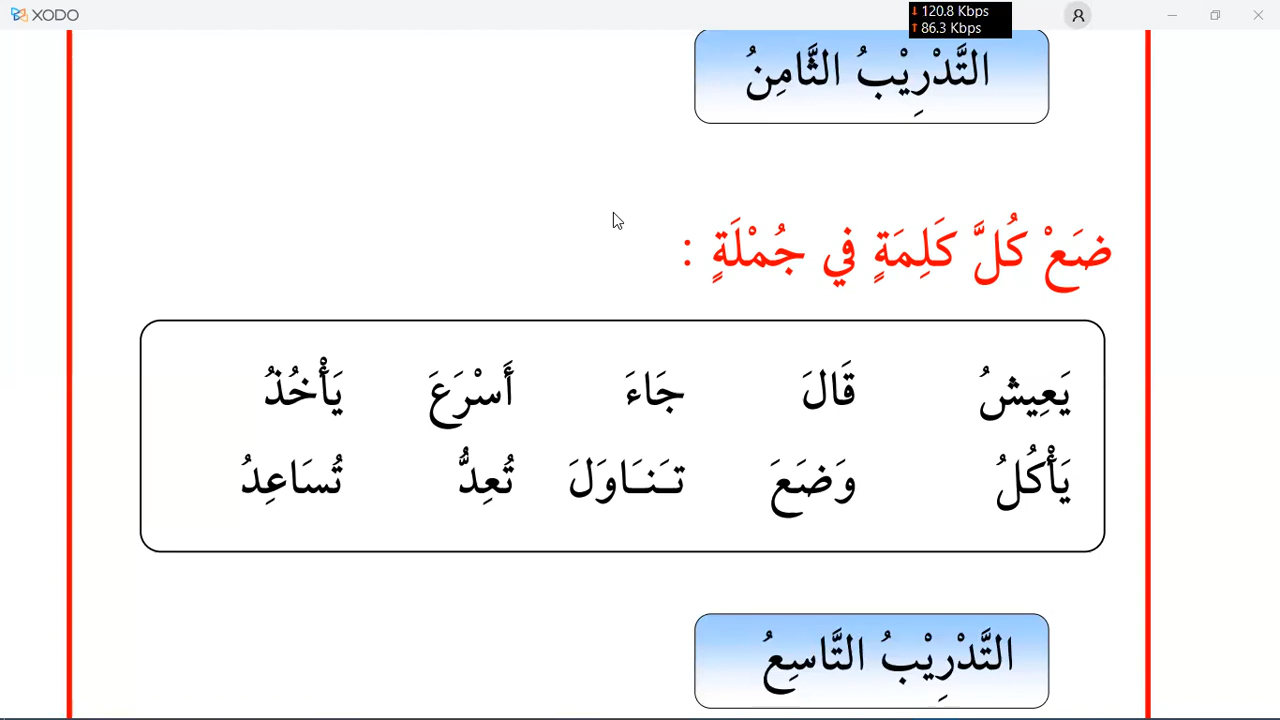 XODO
↓ 120.8 Kbps
↑ 86.3 Kbps
التَّدْرِيْبُ الثَّامِنُ
ضَعْ كُلَّ كَلِمَةٍ فِي جُمْلَةٍ :
يَعِيشُ قَالَ جَاءَ أَسْرَعَ يَأْخُذُ
يَأْكُلُ وَضَعَ تَنَاوَلَ تُعِدُّ تُسَاعِدُ
التَّدْرِيْبُ التَّاسِعُ